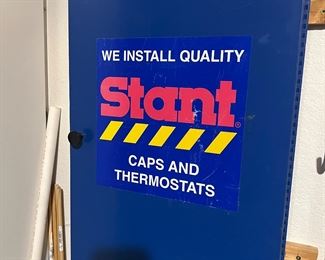 WE INSTALL QUALITY
Stant®
CAPS AND
THERMOSTATS